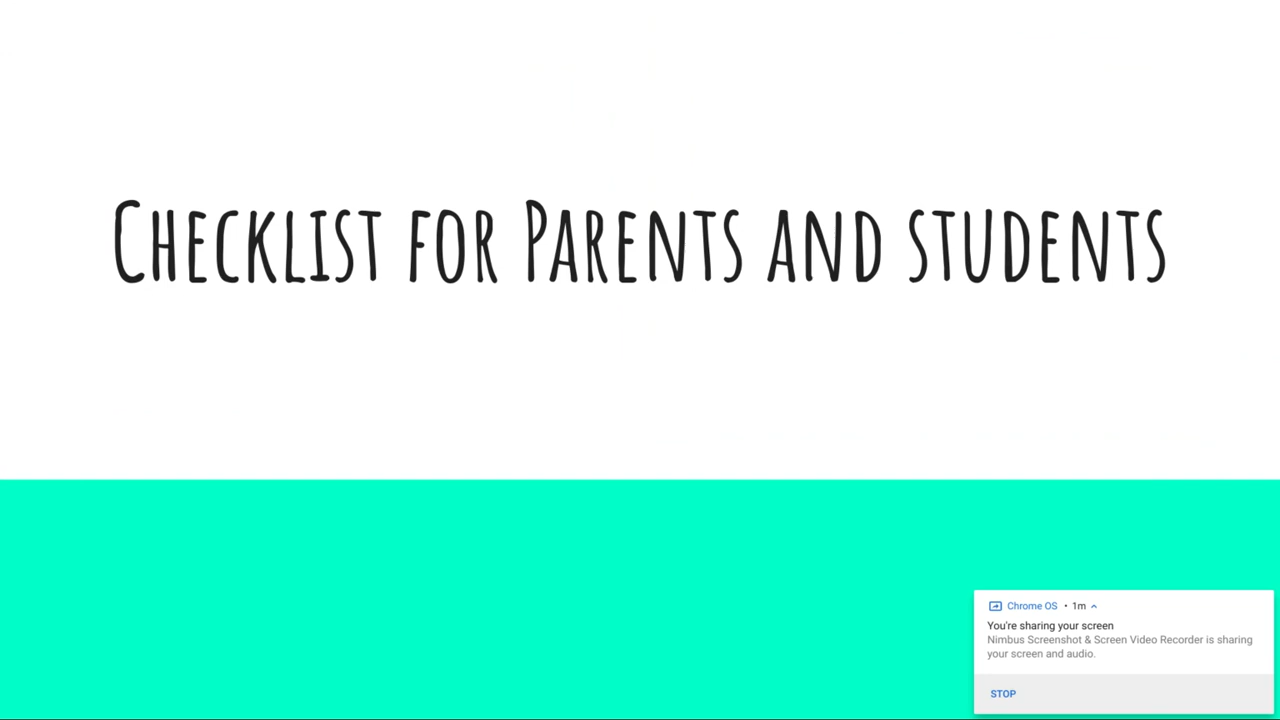 Checklist for Parents and students
Chrome OS • 1m
You're sharing your screen
Nimbus Screenshot & Screen Video Recorder is sharing
your screen and audio.
STOP